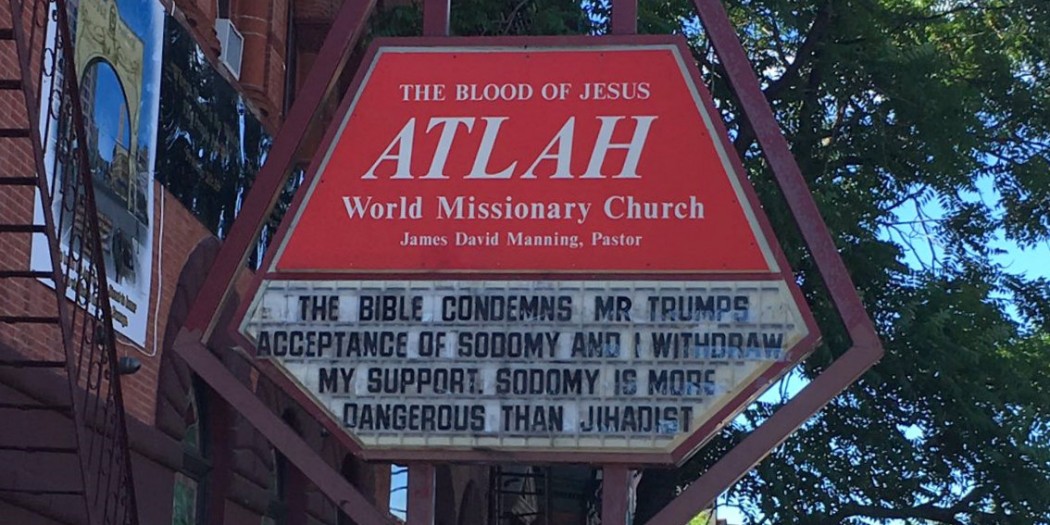 THE BLOOD OF JESUS
ATLAH
World Missionary Church
James David Manning, Pastor
THE BIBLE CONDEMNS MR TRUMPS
ACCEPTANCE OF SODOMY AND I WITHDRAW
MY SUPPORT. SODOMY IS MORE
DANGEROUS THAN JIHADIST